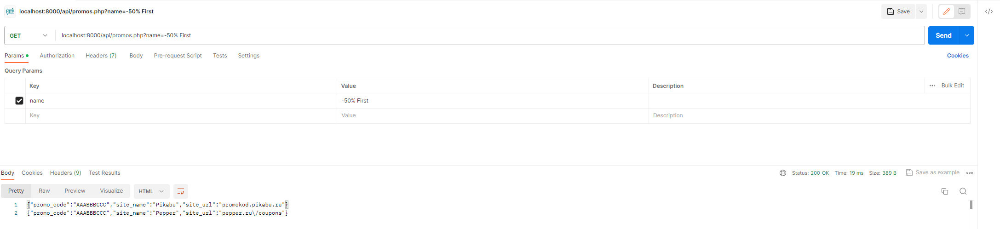 HTTP localhost:8000/api/promos.php?name=-50% First Save
GET localhost:8000/api/promos.php?name=-50% First Send
Params Authorization Headers (7) Body Pre-request Script Tests Settings Cookies
Query Params
Key Value Description Bulk Edit
name -50% First
Key Value Description
Body Cookies Headers (9) Test Results Status: 200 OK Time: 19 ms Size: 389 B Save as example
Pretty Raw Preview Visualize HTML
1 {"promo_code":"AAABBBCCC","site_name":"Pikabu","site_url":"promokod.pikabu.ru"}
2 {"promo_code":"AAABBBCCC","site_name":"Pepper","site_url":"pepper.ru\/coupons"}